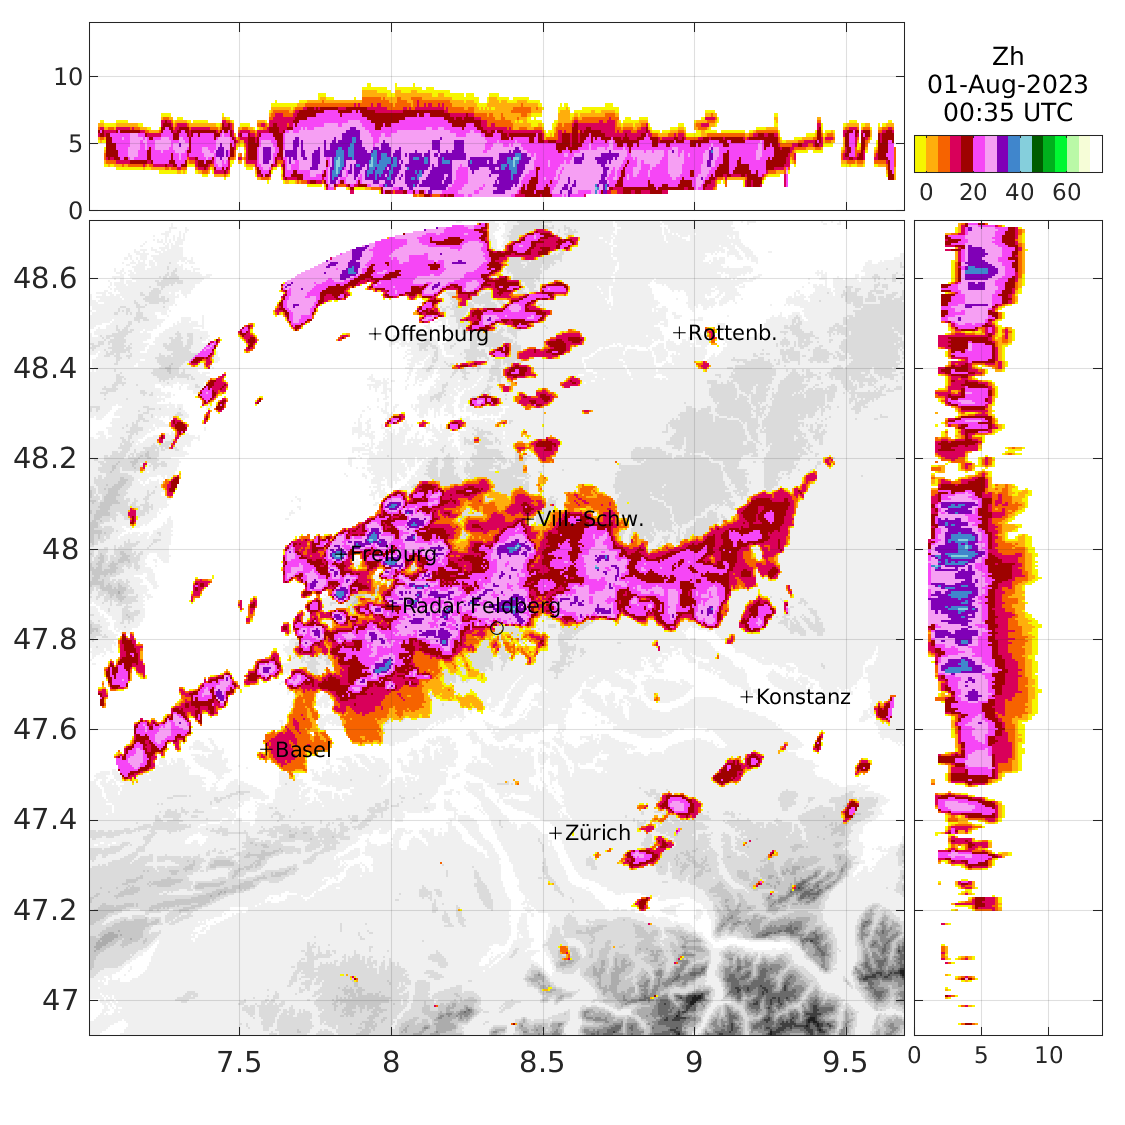 Zh
01-Aug-2023
00:35 UTC
0 20 40 60
10
5
0
48.6
48.4
48.2
48
47.8
47.6
47.4
47.2
47
Offenburg
Rottenb.
Vill.-Schw.
Freiburg
Radar Feldberg
Konstanz
Basel
Zürich
7.5 8 8.5 9 9.5
0 5 10